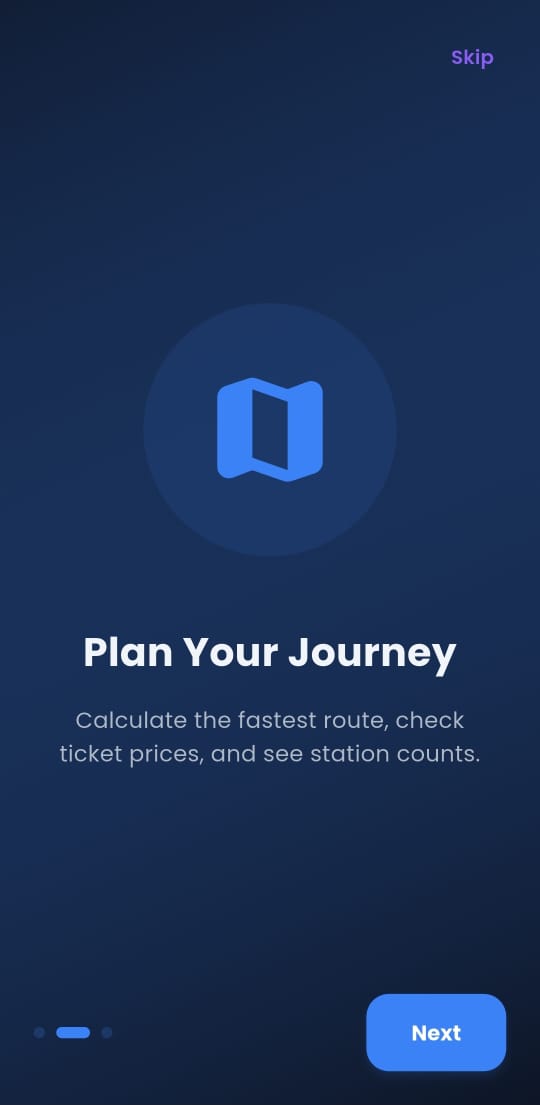 Skip
Plan Your Journey
Calculate the fastest route, check
ticket prices, and see station counts.
Next